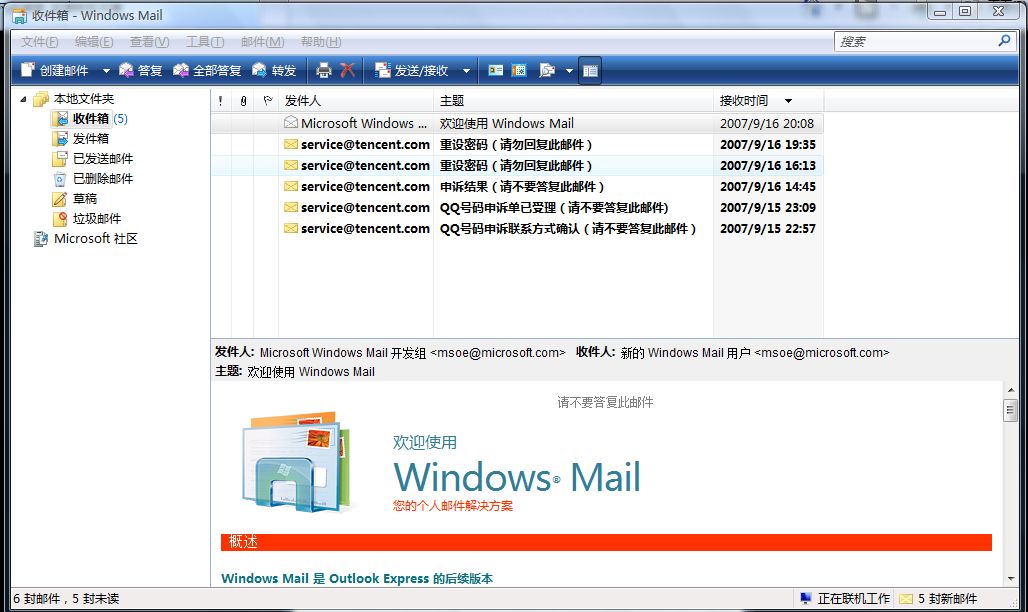 收件箱 - Windows Mail
文件(F) 编辑(E) 查看(V) 工具(T) 邮件(M) 帮助(H) 搜索
创建邮件 答复 全部答复 转发 发送/接收
本地文件夹
收件箱 (5)
发件箱
已发送邮件
已删除邮件
草稿
垃圾邮件
Microsoft 社区
! 发件人 主题 接收时间
Microsoft Windows ... 欢迎使用 Windows Mail 2007/9/16 20:08
service@tencent.com 重设密码（请勿回复此邮件） 2007/9/16 19:35
service@tencent.com 重设密码（请勿回复此邮件） 2007/9/16 16:13
service@tencent.com 申诉结果（请不要答复此邮件） 2007/9/16 14:45
service@tencent.com QQ号码申诉单已受理（请不要答复此邮件) 2007/9/15 23:09
service@tencent.com QQ号码申诉联系方式确认（请不要答复此邮件） 2007/9/15 22:57
发件人: Microsoft Windows Mail 开发组 <msoe@microsoft.com> 收件人: 新的 Windows Mail 用户 <msoe@microsoft.com>
主题: 欢迎使用 Windows Mail
请不要答复此邮件
欢迎使用
Windows® Mail
您的个人邮件解决方案
概述
Windows Mail 是 Outlook Express 的后续版本
6 封邮件，5 封未读 正在联机工作 5 封新邮件